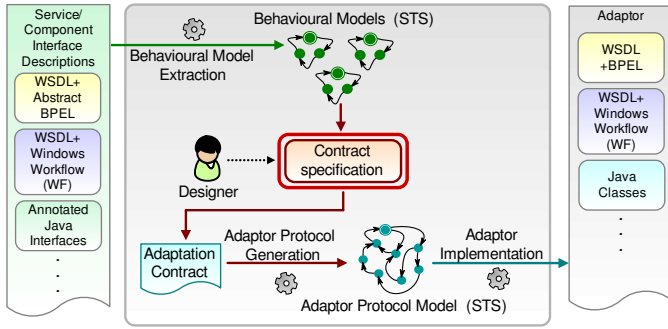 Service/
Component
Interface
Descriptions
WSDL+
Abstract
BPEL
WSDL+
Windows
Workflow
(WF)
Annotated
Java
Interfaces
Behavioural Models (STS)
Behavioural Model
Extraction
Contract
specification
Designer
Adaptation
Contract
Adaptor Protocol
Generation
Adaptor Protocol Model (STS)
Adaptor
Implementation
Adaptor
WSDL
+BPEL
WSDL+
Windows
Workflow
(WF)
Java
Classes